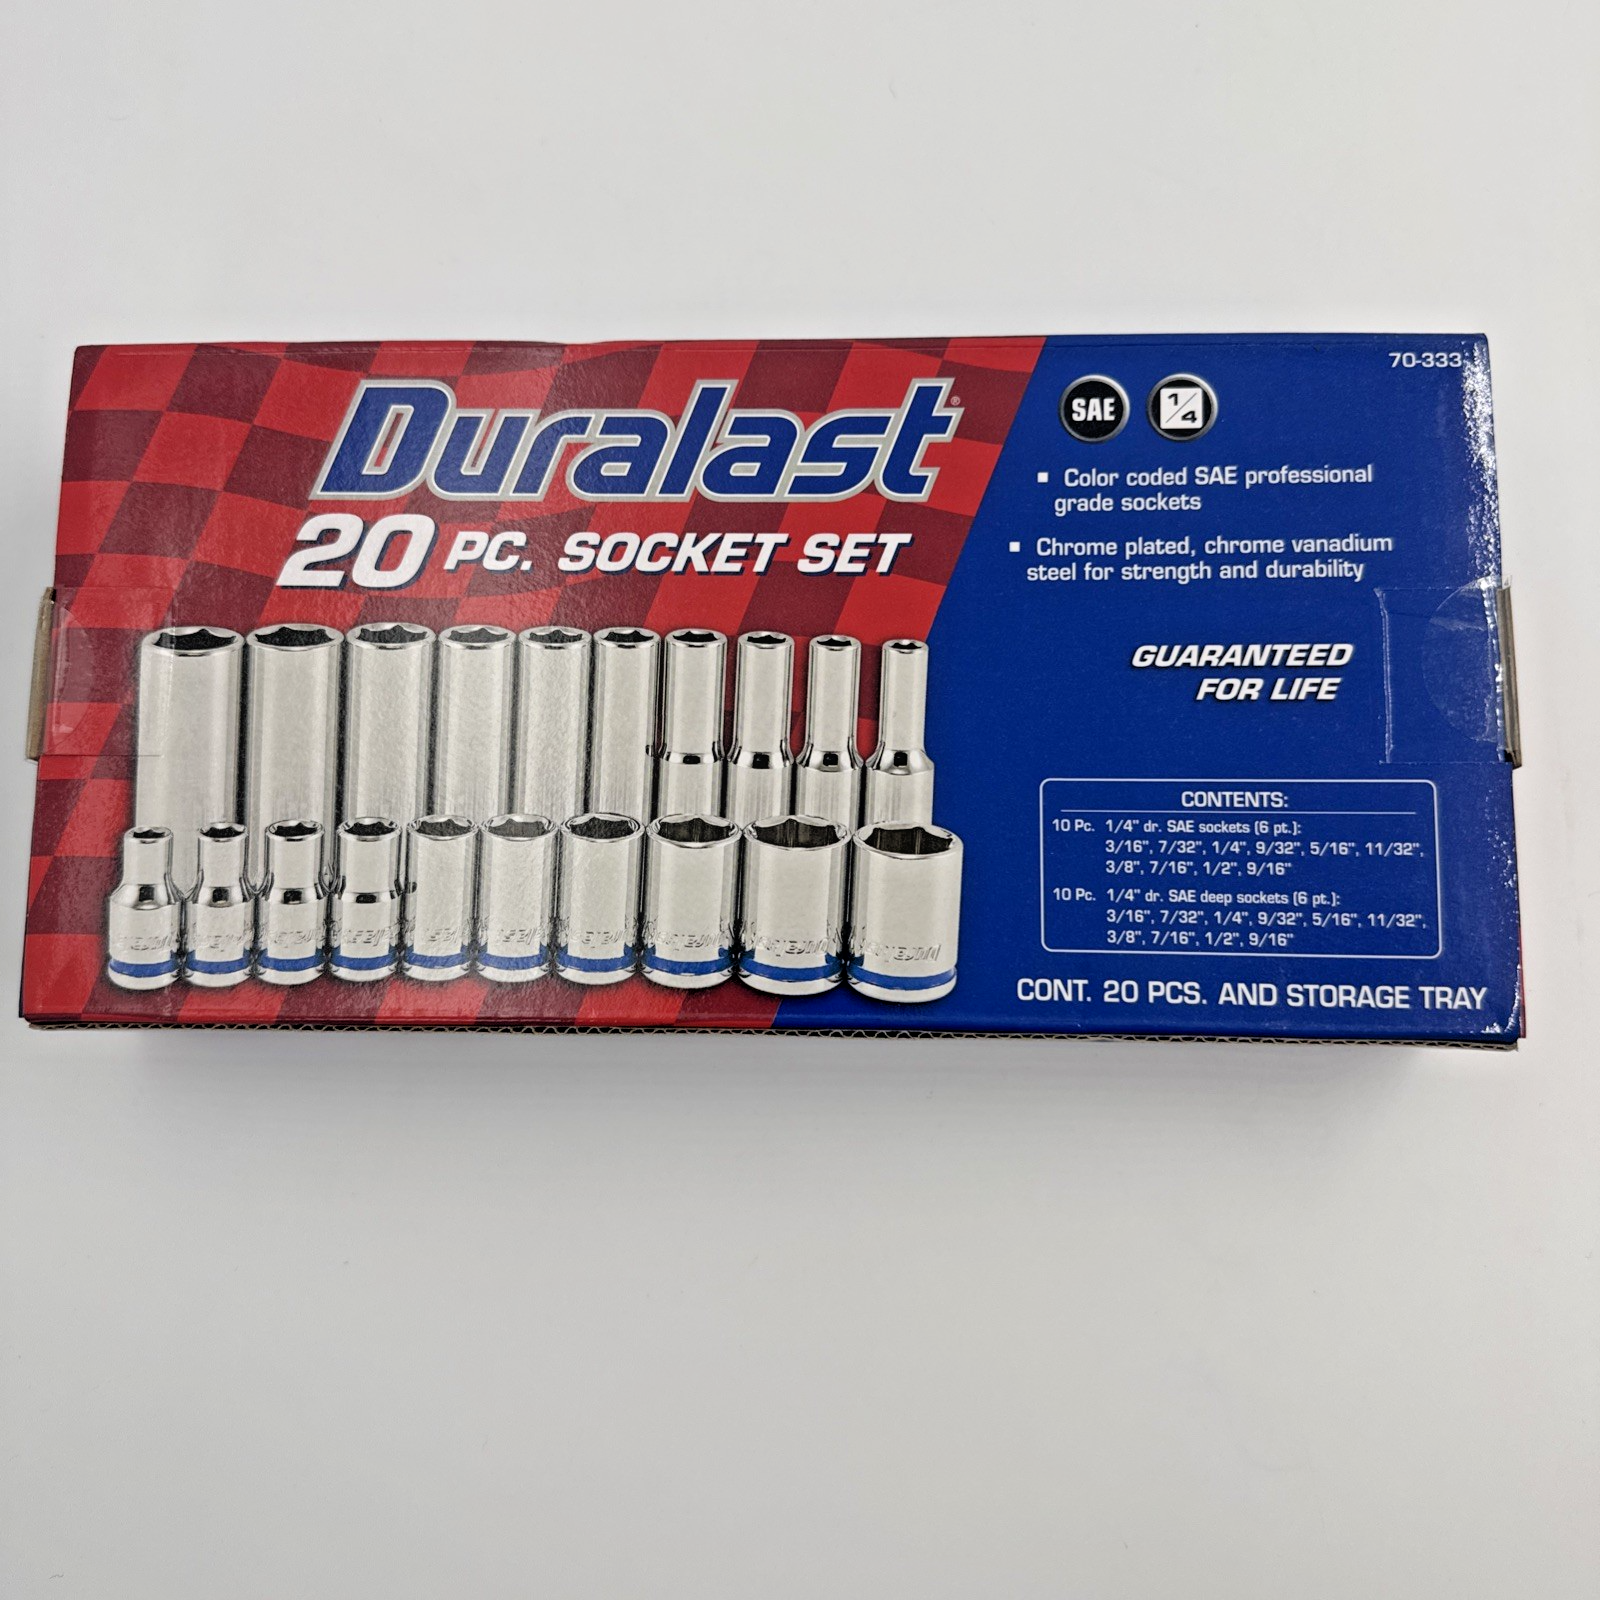 Duralast®
20 PC. SOCKET SET
70-333
SAE
1/4
▪ Color coded SAE professional
grade sockets
▪ Chrome plated, chrome vanadium
steel for strength and durability
GUARANTEED
FOR LIFE
CONTENTS:
10 Pc. 1/4" dr. SAE sockets (6 pt.):
3/16", 7/32", 1/4", 9/32", 5/16", 11/32",
3/8", 7/16", 1/2", 9/16"
10 Pc. 1/4" dr. SAE deep sockets (6 pt.):
3/16", 7/32", 1/4", 9/32", 5/16", 11/32",
3/8", 7/16", 1/2", 9/16"
CONT. 20 PCS. AND STORAGE TRAY